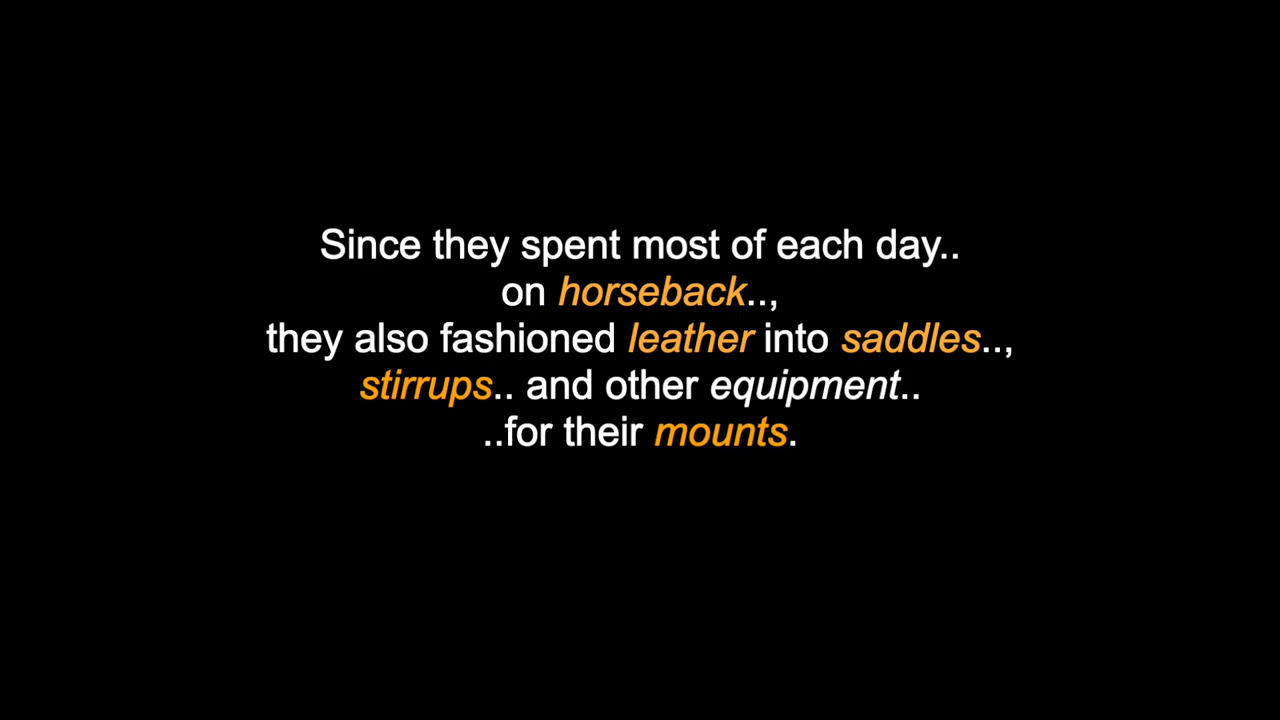 Since they spent most of each day..
on horseback..,
they also fashioned leather into saddles..,
stirrups.. and other equipment..
..for their mounts.